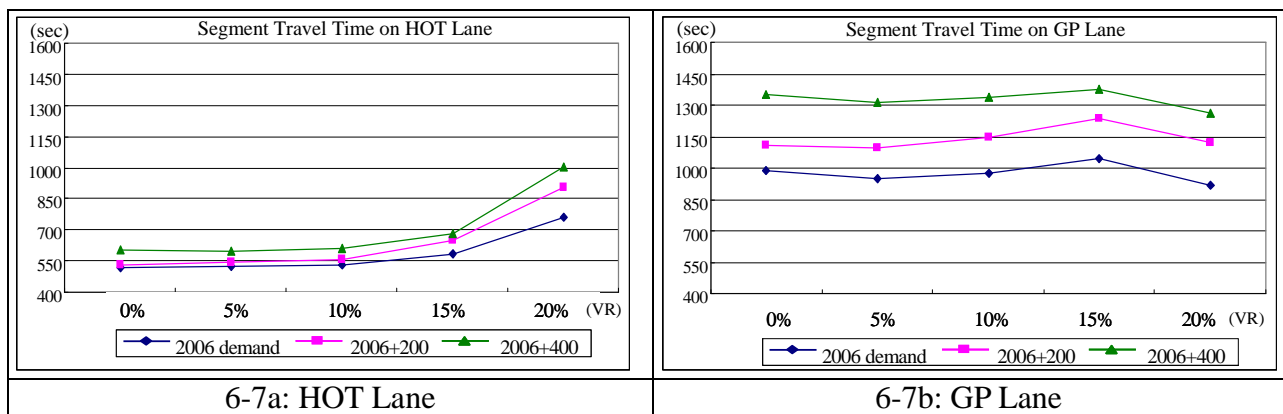 (sec)
Segment Travel Time on HOT Lane
1600
1450
1300
1150
1000
850
700
550
400
0% 5% 10% 15% 20% (VR)
2006 demand 2006+200 2006+400
6-7a: HOT Lane
(sec)
Segment Travel Time on GP Lane
1600
1450
1300
1150
1000
850
700
550
400
0% 5% 10% 15% 20% (VR)
2006 demand 2006+200 2006+400
6-7b: GP Lane